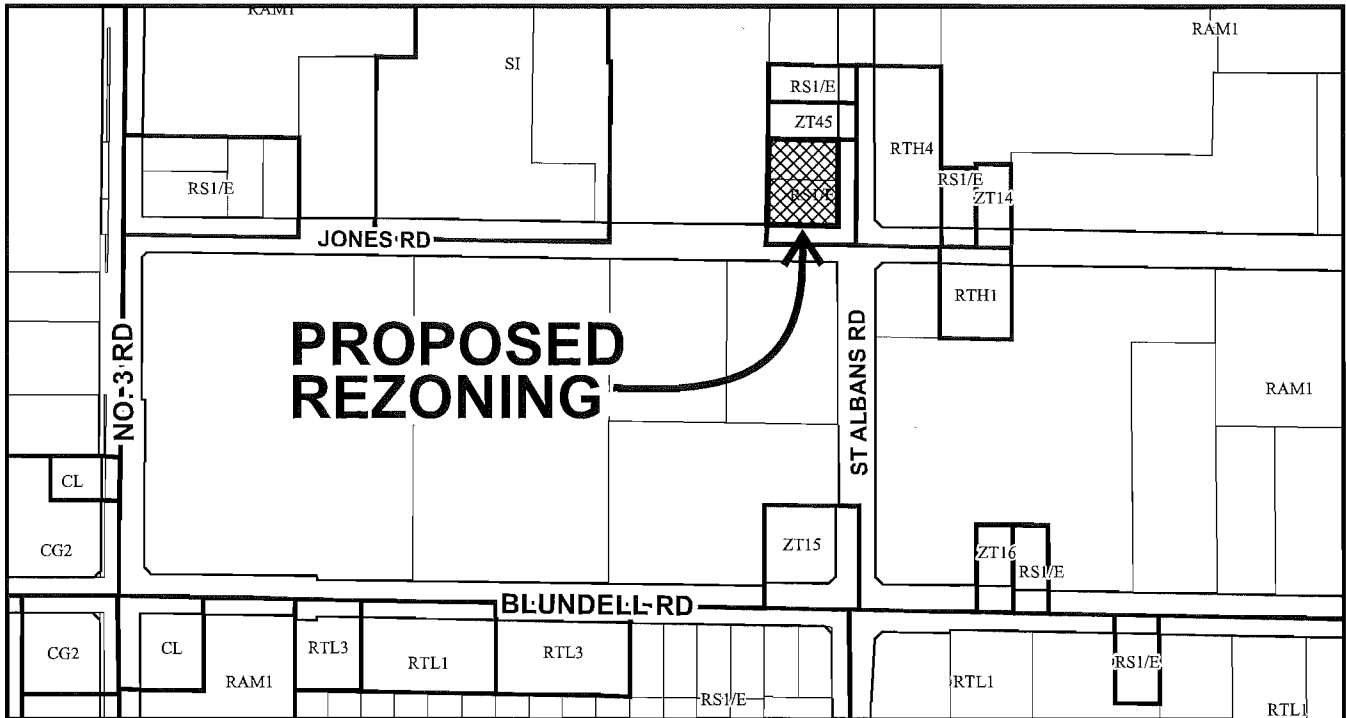 RAM1
RAM1
SI
RS1/E
ZT45
RTH4
RS1/E
RS1/E
RS1/E
ZT14
JONES RD
RTH1
PROPOSED
REZONING
NO. 3 RD
ST ALBANS RD
RAM1
CL
CG2
ZT15
ZT16
RS1/E
BLUNDELL RD
CG2
CL
RAM1
RTL3
RTL1
RTL3
RS1/E
RTL1
RS1/E
RTL1